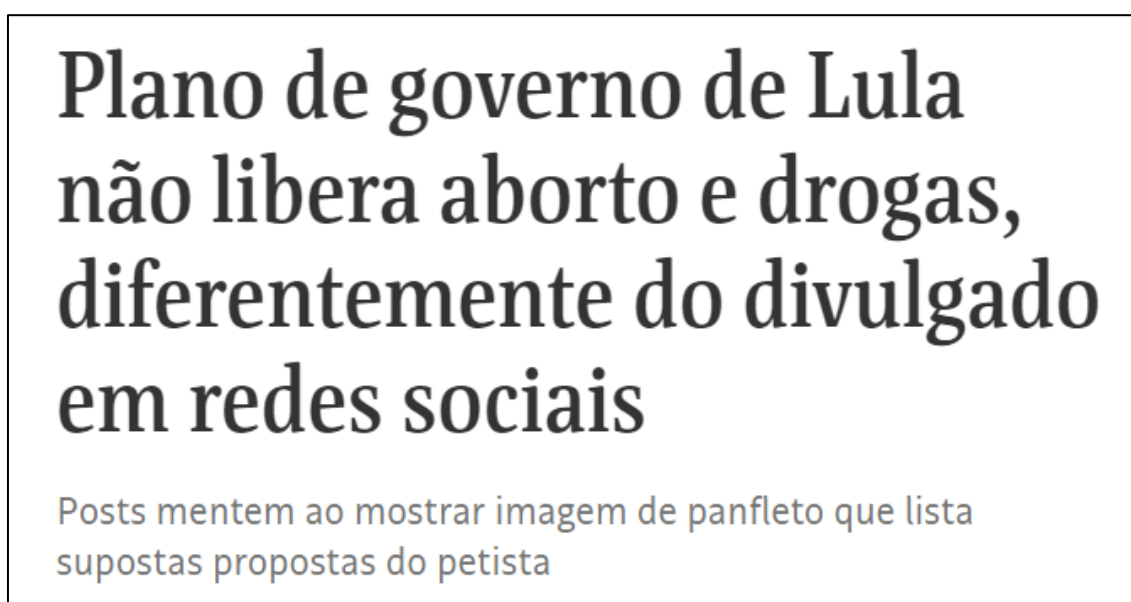 Plano de governo de Lula
não libera aborto e drogas,
diferentemente do divulgado
em redes sociais
Posts mentem ao mostrar imagem de panfleto que lista
supostas propostas do petista